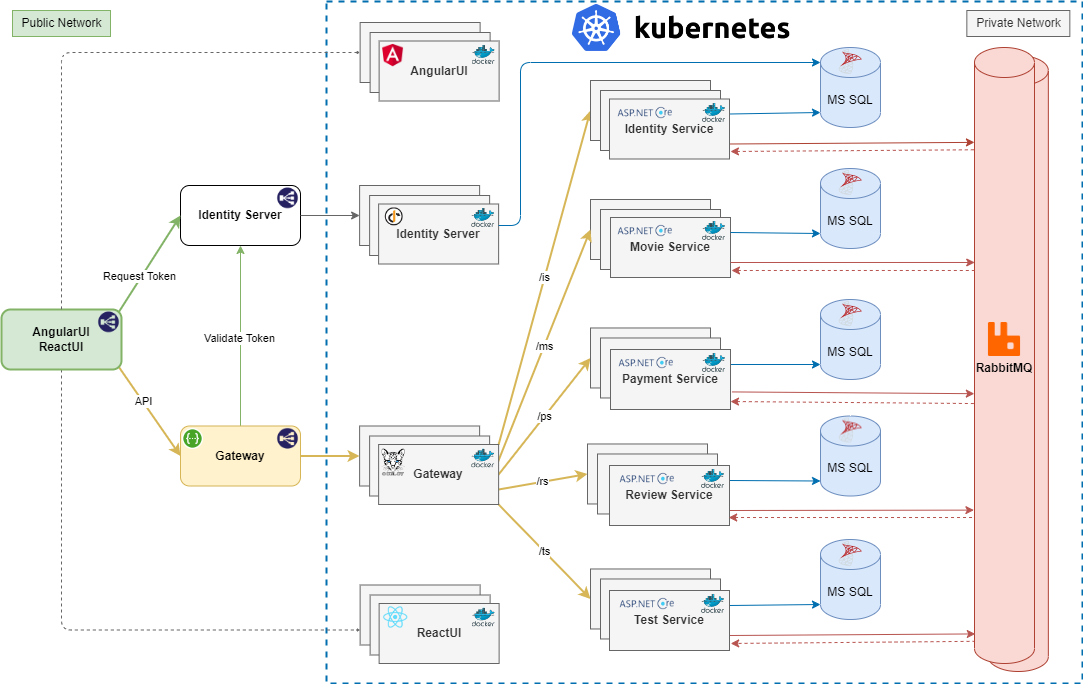 Public Network
kubernetes
Private Network
docker
AngularUI
MS SQL
ASP.NET Core
docker
Identity Service
Identity Server
docker
Identity Server
MS SQL
ASP.NET Core
docker
Movie Service
Request Token
/is
AngularUI
ReactUI
Validate Token
/ms
MS SQL
ASP.NET Core
docker
Payment Service
RabbitMQ
API
/ps
Gateway
docker
Gateway
MS SQL
ASP.NET Core
docker
Review Service
/rs
/ts
MS SQL
ASP.NET Core
docker
Test Service
docker
ReactUI